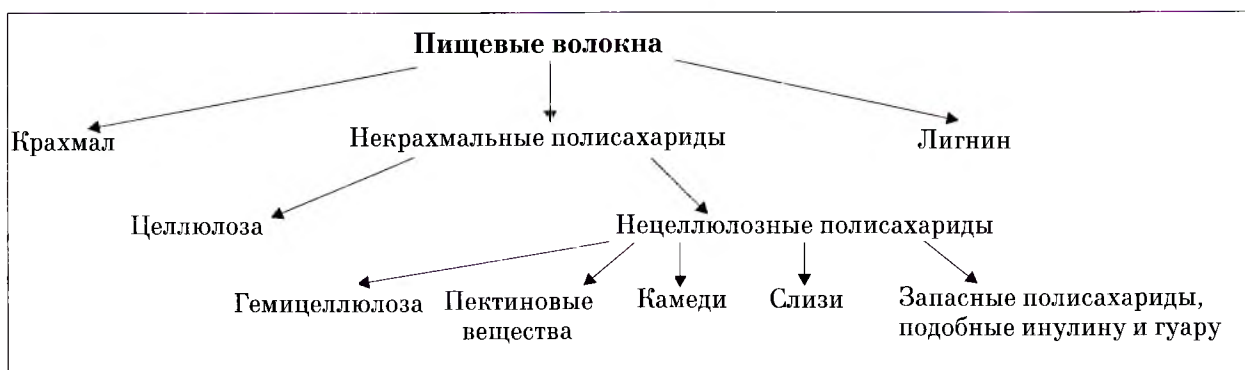 Пищевые волокна
Крахмал
Некрахмальные полисахариды
Лигнин
Целлюлоза
Нецеллюлозные полисахариды
Гемицеллюлоза
Пектиновые
вещества
Камеди
Слизи
Запасные полисахариды,
подобные инулину и гуару